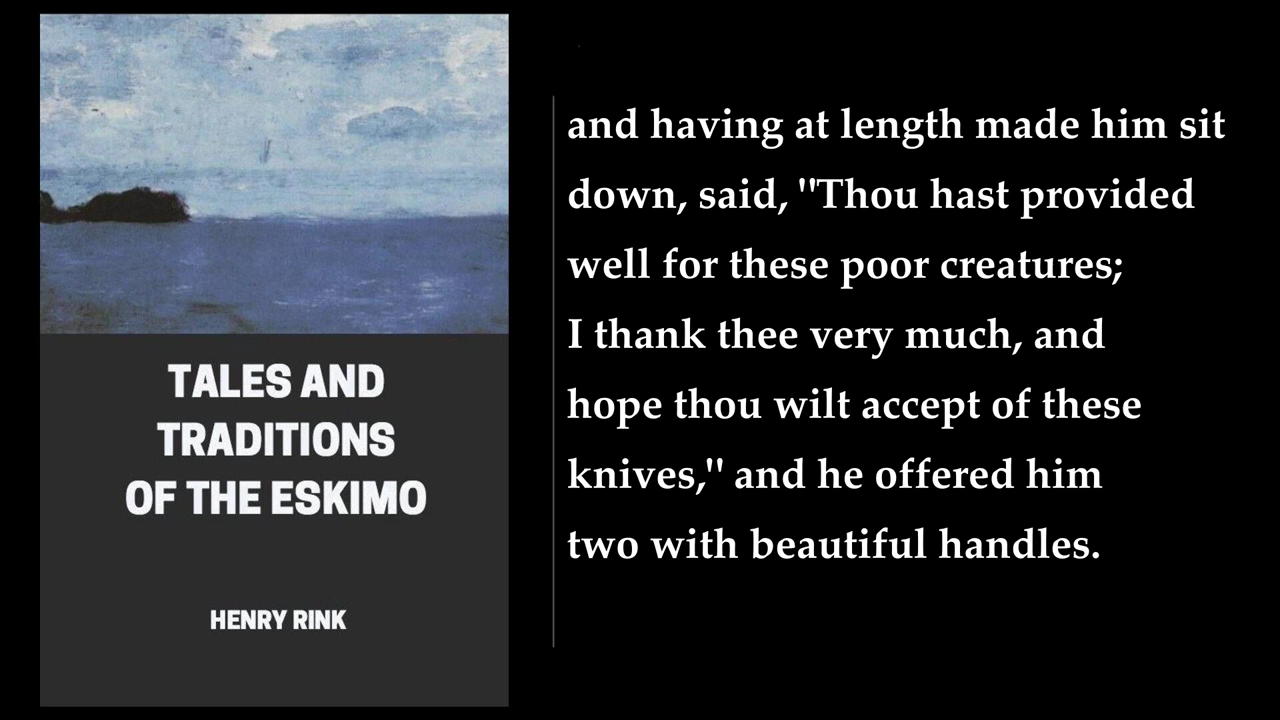 TALES AND
TRADITIONS
OF THE ESKIMO
HENRY RINK
and having at length made him sit
down, said, "Thou hast provided
well for these poor creatures;
I thank thee very much, and
hope thou wilt accept of these
knives," and he offered him
two with beautiful handles.